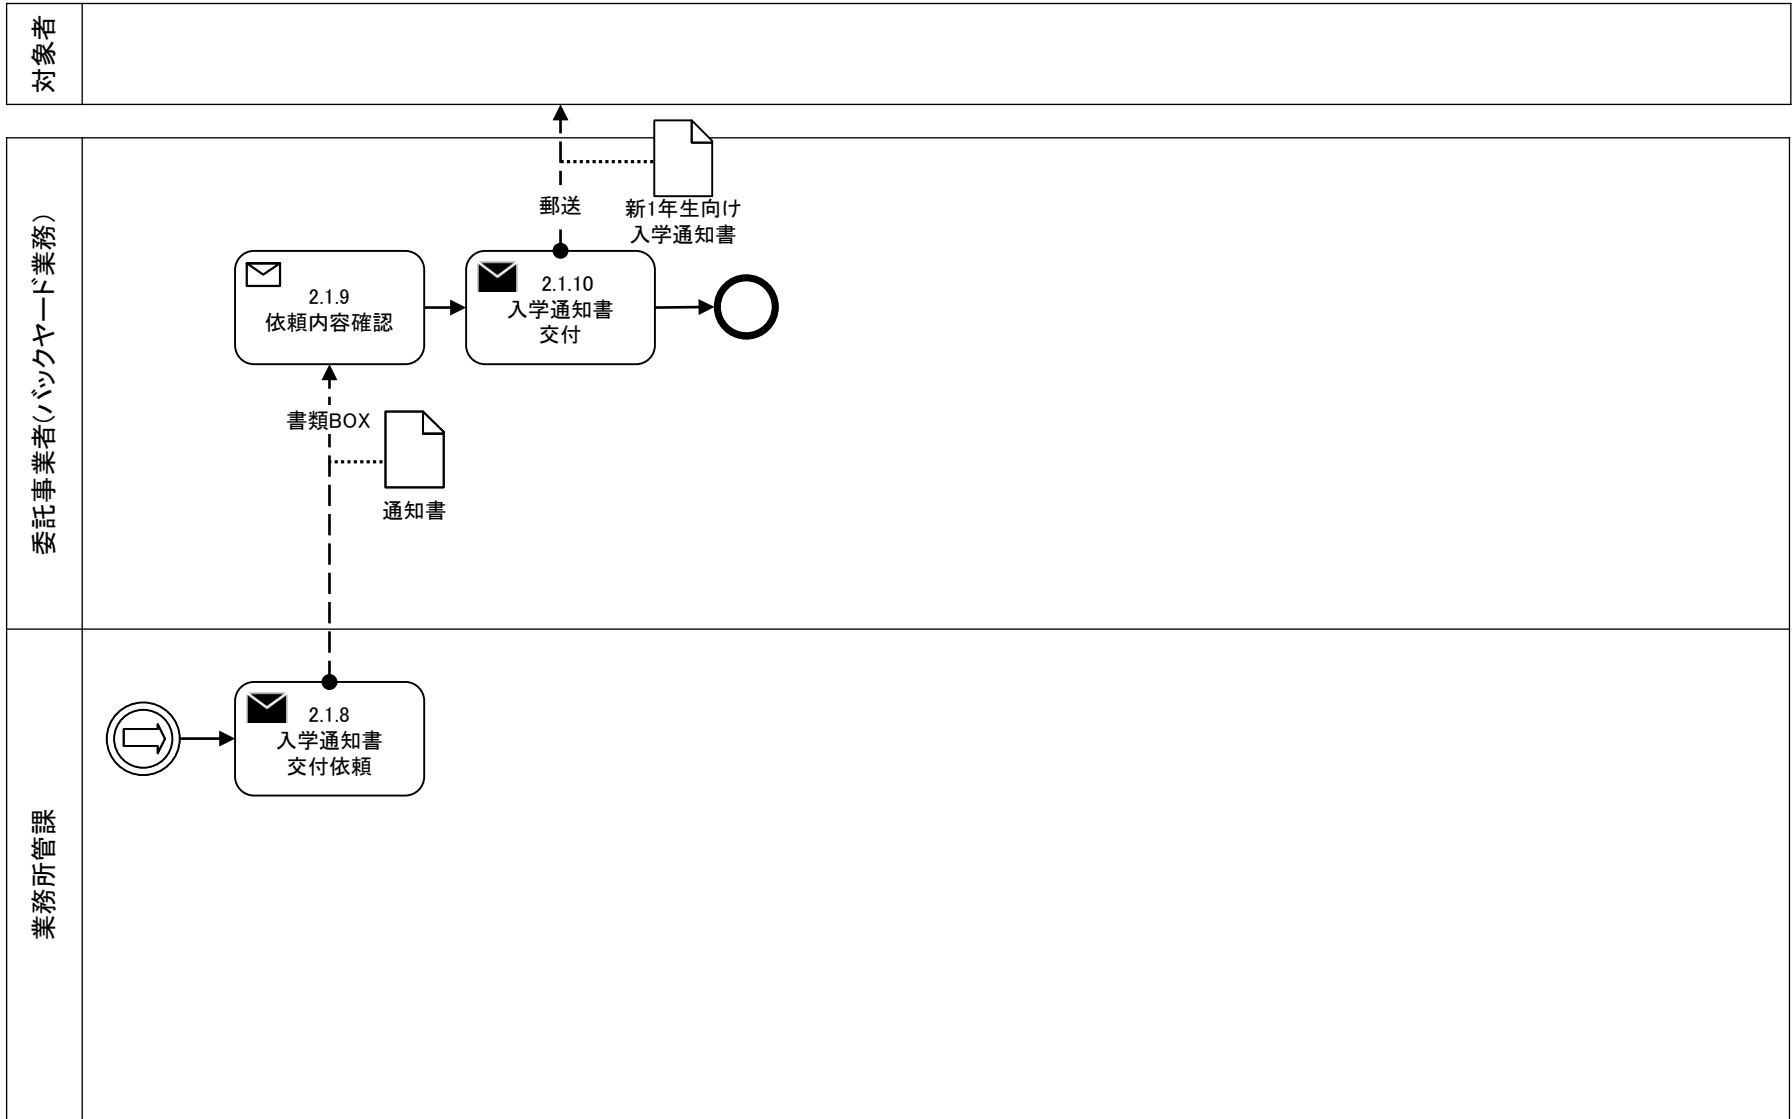 対象者
委託事業者(バックヤード業務)
郵送
新1年生向け
入学通知書
2.1.9
依頼内容確認
2.1.10
入学通知書
交付
書類BOX
通知書
業務所管課
2.1.8
入学通知書
交付依頼